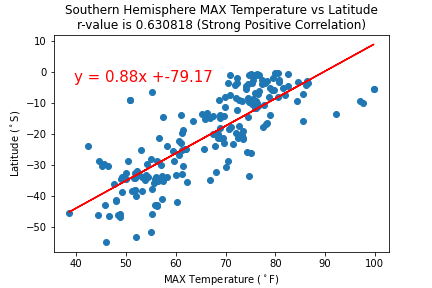 Southern Hemisphere MAX Temperature vs Latitude
r-value is 0.630818 (Strong Positive Correlation)
10
0
−10
−20
−30
−40
−50
Latitude (°S)
y = 0.88x +-79.17
40
50
60
70
80
90
100
MAX Temperature (°F)